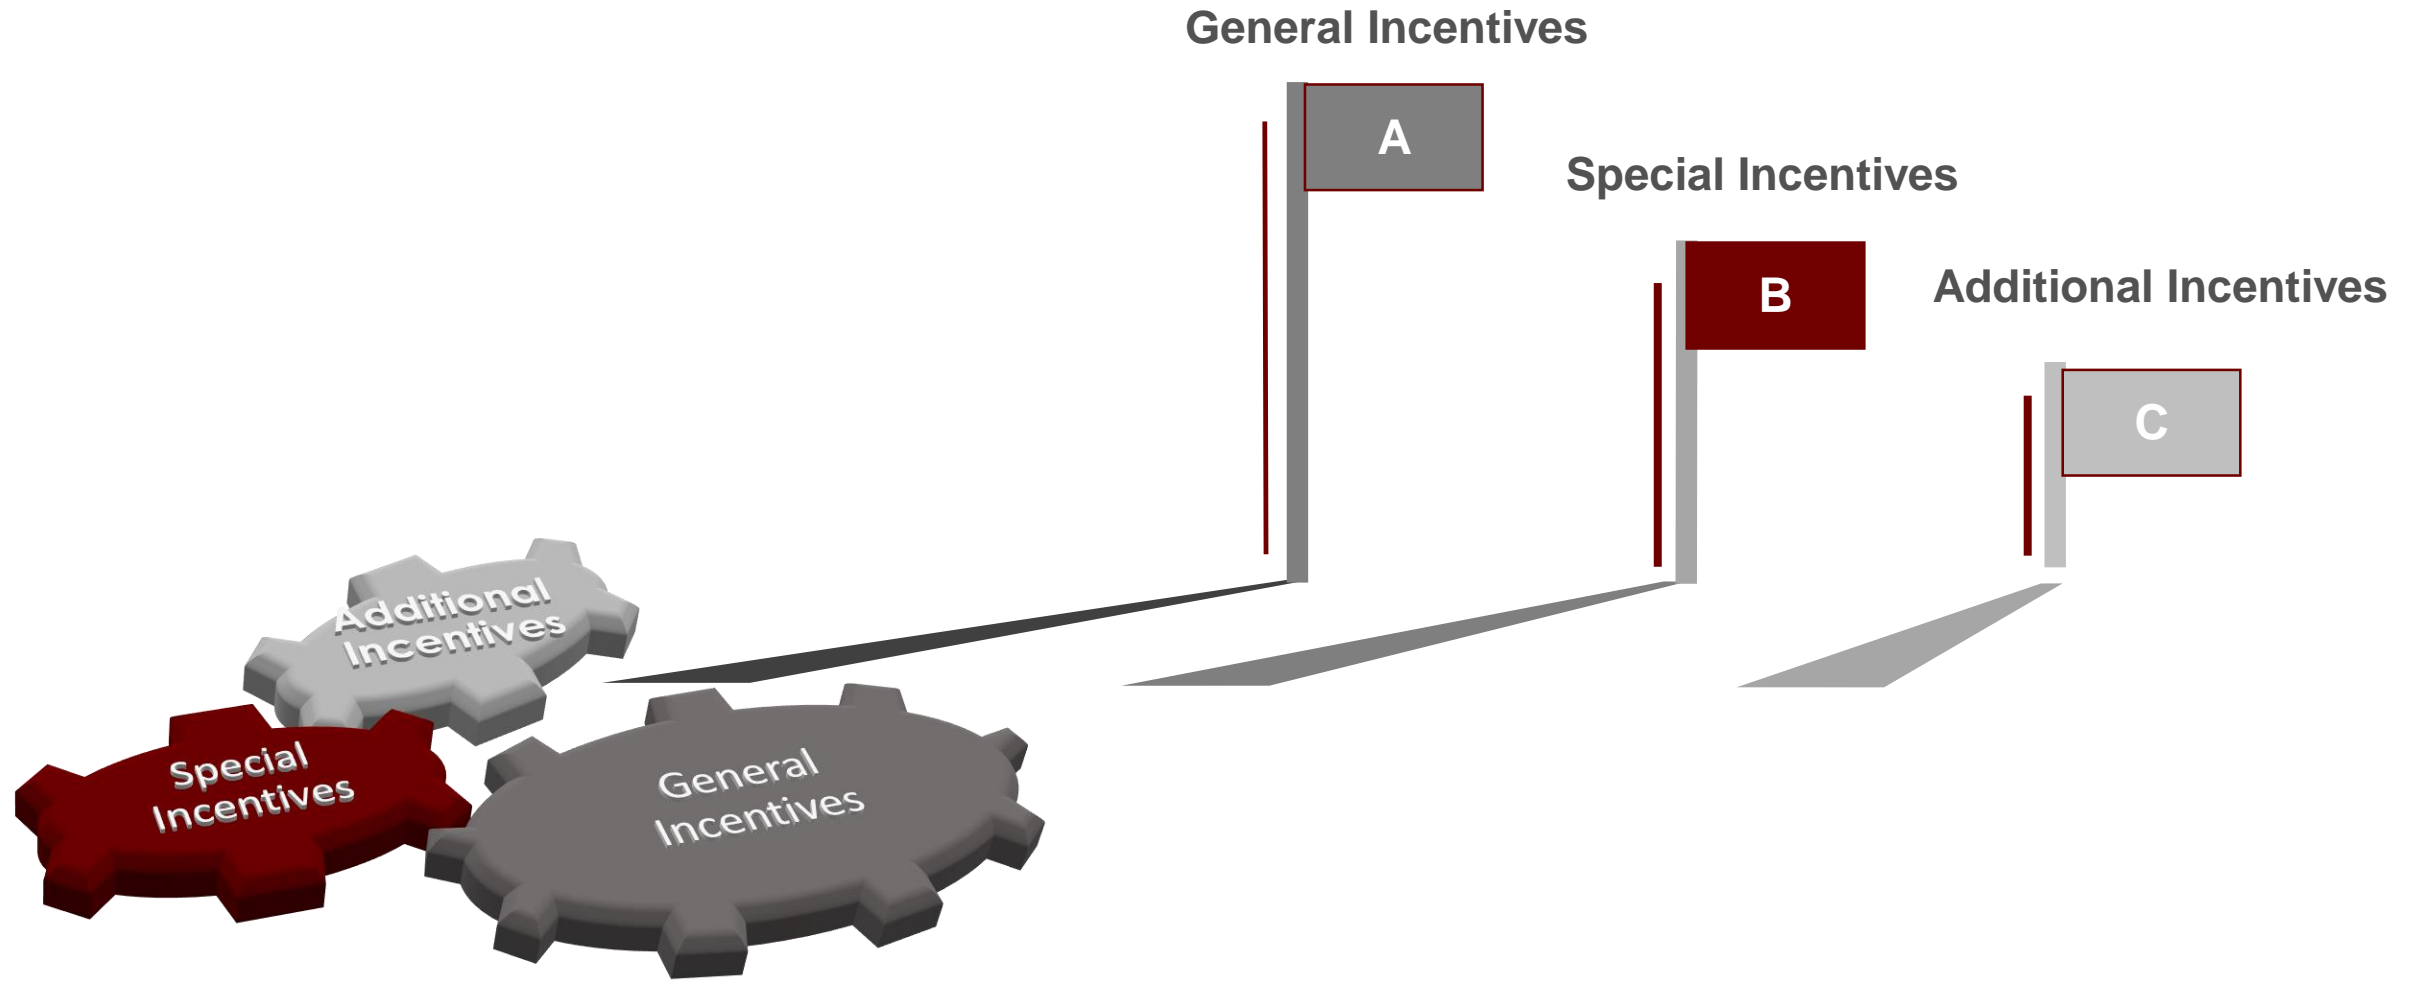 General Incentives
A
Special Incentives
B
Additional Incentives
C
Additional
Incentives
Special
Incentives
General
Incentives